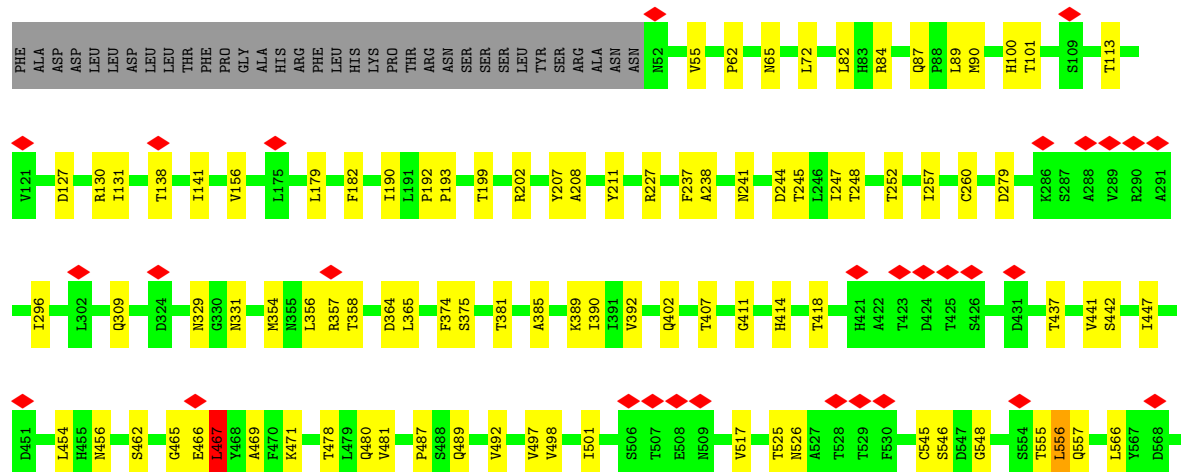 PHE ALA ASP ASP LEU LEU ASP LEU LEU THR PHE PRO GLY ALA HIS ARG PHE LEU HIS LYS PRO THR ARG ASN SER SER SER LEU TYR SER ARG ALA ASN ASN N52 V55 P62 N65 L72 L82 H83 R84 Q87 P88 L89 M90 H100 T101 S109 T113
V121 D127 R130 I131 T138 I141 V156 L175 L179 F182 I190 L191 P192 P193 T199 R202 Y207 A208 Y211 R227 F237 A238 N241 D244 T245 L246 I247 T248 T252 I257 C260 D279 K286 S287 A288 V289 R290 A291
I296 L302 Q309 D324 N329 G330 N331 M354 N355 L356 R357 T358 D364 L365 F374 S375 T381 A385 K389 I390 I391 V392 Q402 T407 G411 H414 T418 H421 A422 T423 D424 T425 S426 D431 T437 V441 S442 I447
D451 L454 H455 N456 S462 G465 E466 L467 Y468 A469 F470 K471 T478 L479 Q480 V481 P487 S488 Q489 V492 V497 V498 I501 S506 T507 E508 N509 V517 T525 N526 A527 T528 T529 F530 C545 S546 D547 G548 S554 T555 L556 Q557 L566 Y567 D568